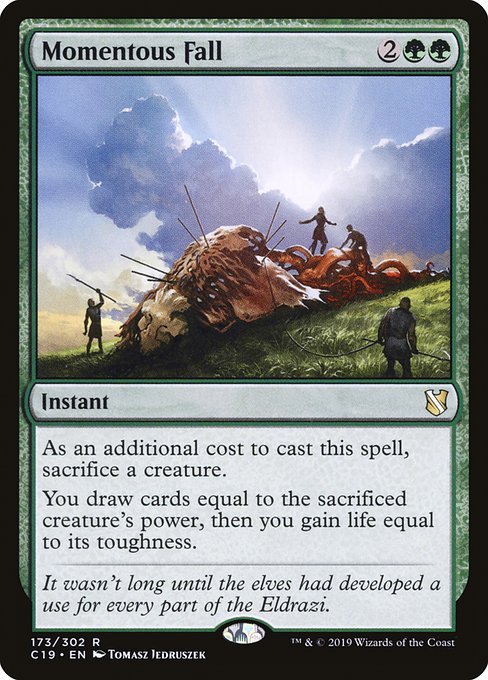 Momentous Fall 2
Instant
As an additional cost to cast this spell,
sacrifice a creature.
You draw cards equal to the sacrificed
creature's power, then you gain life equal
to its toughness.
It wasn't long until the elves had developed a
use for every part of the Eldrazi.
173/302 R
C19 • EN Tomasz Jedruszek
™ & © 2019 Wizards of the Coast